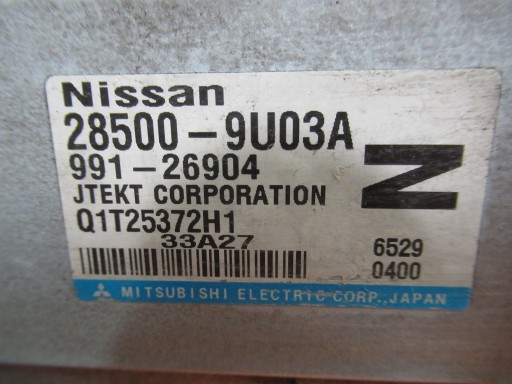 Nissan
28500-9U03A
991-26904
JTEKT CORPORATION
Q1T25372H1
33A27
N
6529
0400
MITSUBISHI ELECTRIC CORP., JAPAN